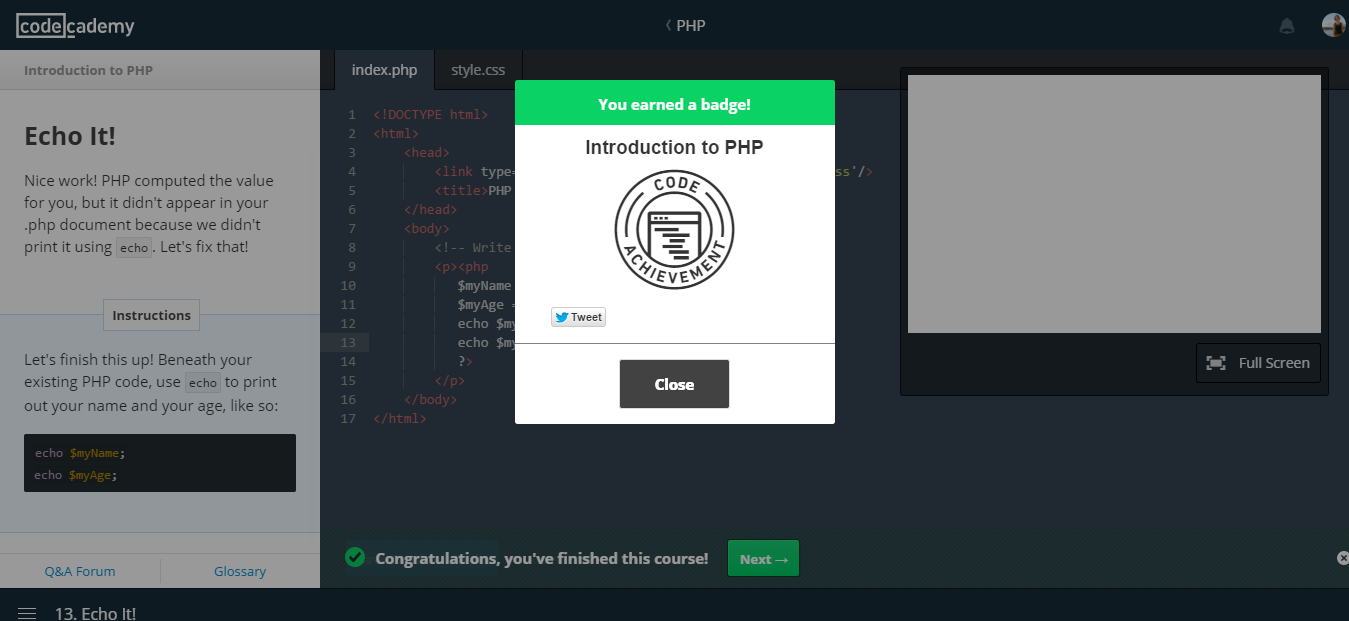 codecademy
〈 PHP
Introduction to PHP
Echo It!
Nice work! PHP computed the value
for you, but it didn't appear in your
.php document because we didn't
print it using echo. Let's fix that!
Instructions
Let's finish this up! Beneath your
existing PHP code, use echo to print
out your name and your age, like so:
echo $myName;
echo $myAge;
Q&A Forum
Glossary
13. Echo It!
index.php
style.css
1 <!DOCTYPE html>
2 <html>
3 <head>
4 <link type= ss'/>
5 <title>PHP
6 </head>
7 <body>
8 <!-- Write
9 <p><php
10 $myName
11 $myAge =
12 echo $my
13 echo $my
14 ?>
15 </p>
16 </body>
17 </html>
You earned a badge!
Introduction to PHP
CODE
ACHIEVEMENT
Tweet
Close
Full Screen
Congratulations, you've finished this course!
Next →